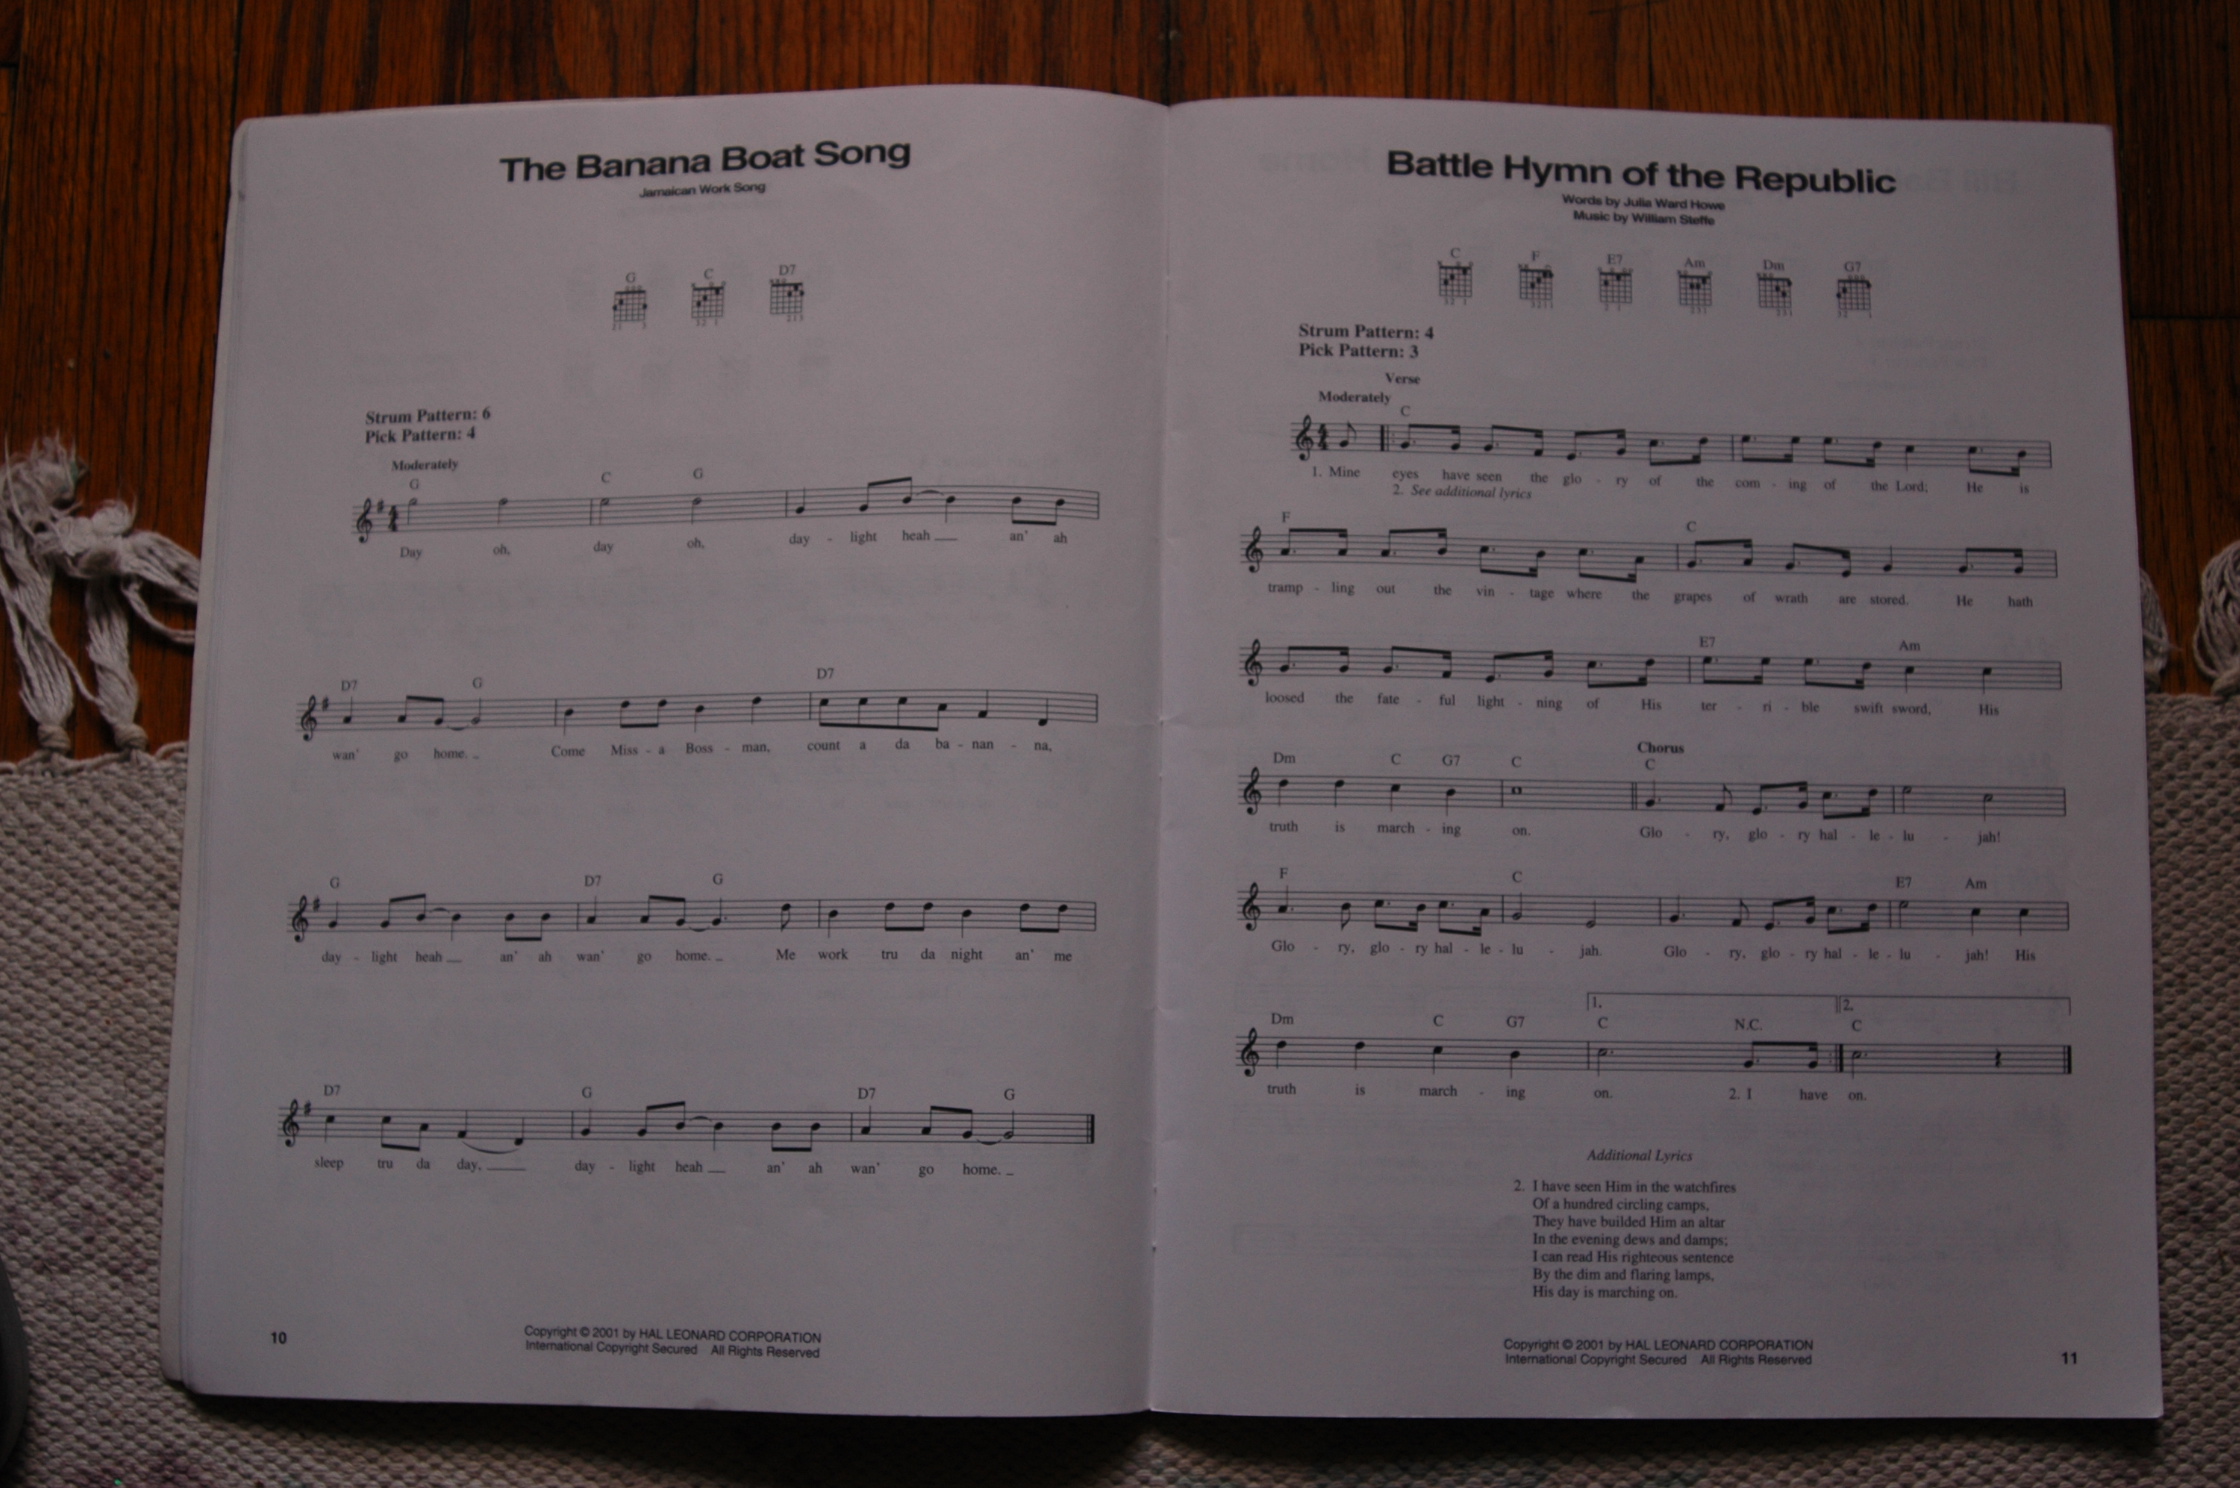 The Banana Boat Song
Jamaican Work Song
G C D7
Strum Pattern: 6
Pick Pattern: 4
Moderately
G C G
Day oh, day oh, day - light heah an' ah
D7 G D7
wan' go home. Come Miss - a Boss - man, count a da ba - nan - na,
G D7 G
day - light heah an' ah wan' go home. Me work tru da night an' me
D7 G D7 G
sleep tru da day, day - light heah an' ah wan' go home.
10
Copyright © 2001 by HAL LEONARD CORPORATION
International Copyright Secured All Rights Reserved
Battle Hymn of the Republic
Words by Julia Ward Howe
Music by William Steffe
C F E7 Am Dm G7
Strum Pattern: 4
Pick Pattern: 3
Verse
Moderately
C
1. Mine eyes have seen the glo - ry of the com - ing of the Lord; He is
2. See additional lyrics
F C
tramp - ling out the vin - tage where the grapes of wrath are stored. He hath
E7 Am
loosed the fate - ful light - ning of His ter - ri - ble swift sword, His
Chorus
Dm C G7 C C
truth is march - ing on. Glo - ry, glo - ry hal - le - lu - jah!
F C E7 Am
Glo - ry, glo - ry hal - le - lu - jah. Glo - ry, glo - ry hal - le - lu - jah! His
1. 2.
Dm C G7 C N.C. C
truth is march - ing on. 2. I have on.
Additional Lyrics
2. I have seen Him in the watchfires
Of a hundred circling camps,
They have builded Him an altar
In the evening dews and damps;
I can read His righteous sentence
By the dim and flaring lamps,
His day is marching on.
Copyright © 2001 by HAL LEONARD CORPORATION
International Copyright Secured All Rights Reserved
11